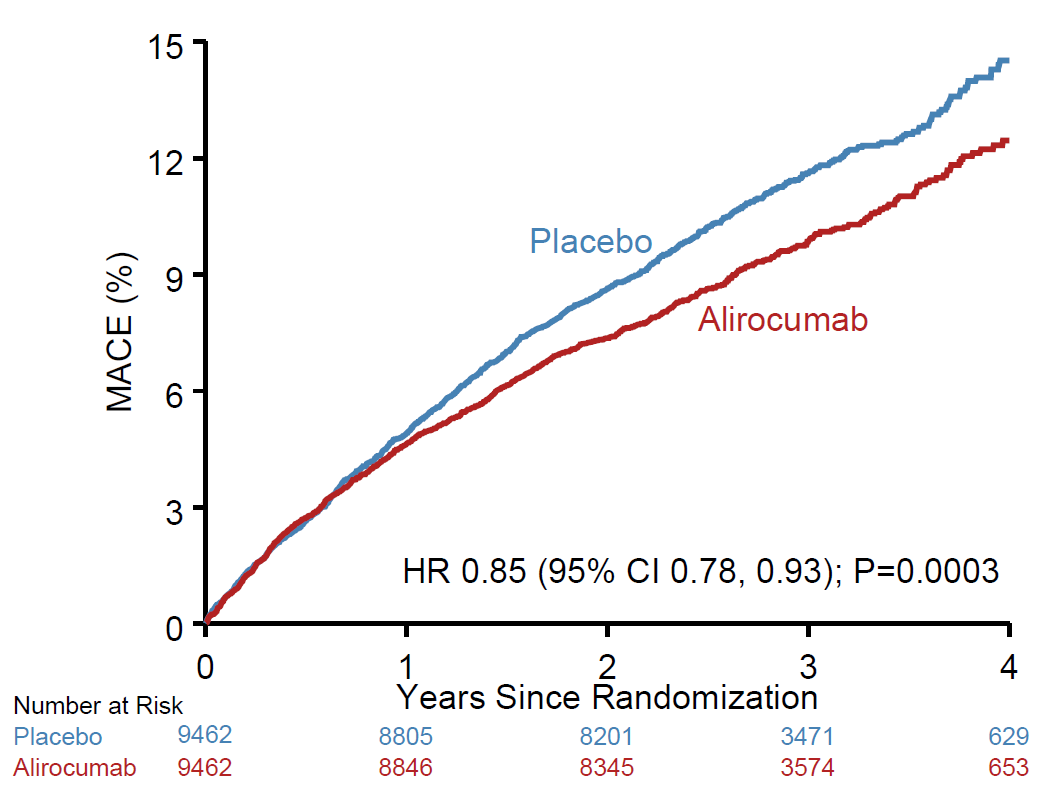 15
12
9
6
3
0
MACE (%)
Placebo
Alirocumab
HR 0.85 (95% CI 0.78, 0.93); P=0.0003
0 1 2 3 4
Years Since Randomization
Number at Risk
Placebo 9462 8805 8201 3471 629
Alirocumab 9462 8846 8345 3574 653